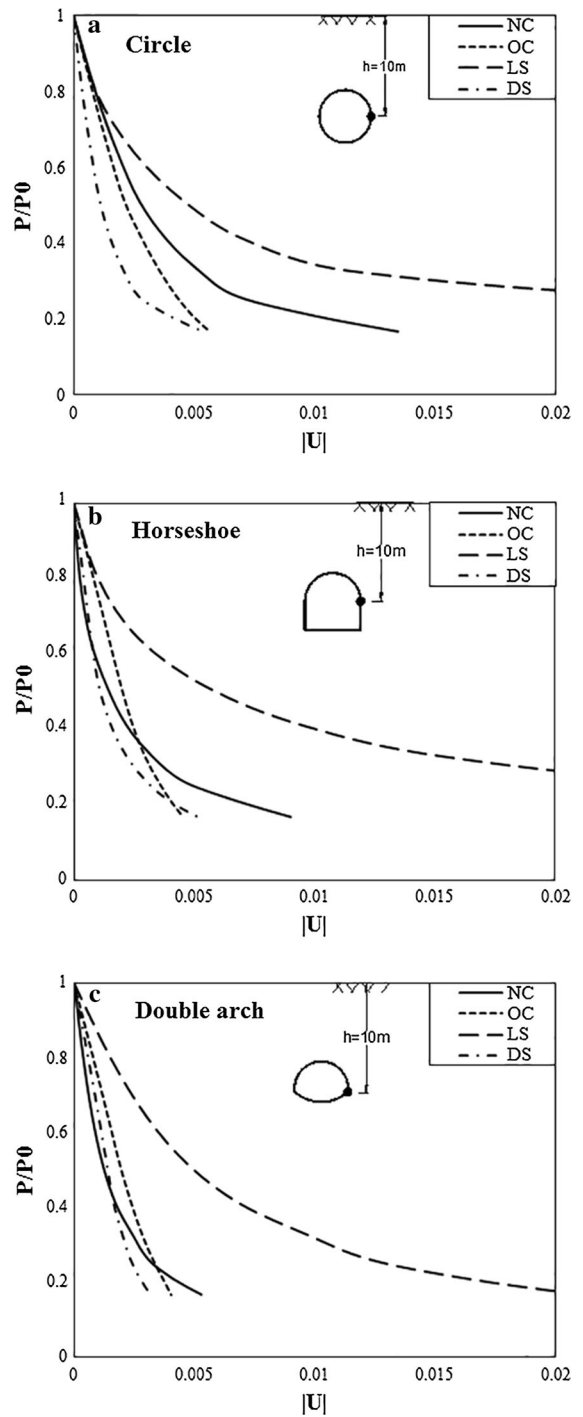 a
Circle
h=10m
NC
OC
LS
DS
P/P0
1
0.8
0.6
0.4
0.2
0
0
0.005
0.01
0.015
0.02
|U|
b
Horseshoe
h=10m
NC
OC
LS
DS
P/P0
1
0.8
0.6
0.4
0.2
0
0
0.005
0.01
0.015
0.02
|U|
c
Double arch
h=10m
NC
OC
LS
DS
P/P0
1
0.8
0.6
0.4
0.2
0
0
0.005
0.01
0.015
0.02
|U|